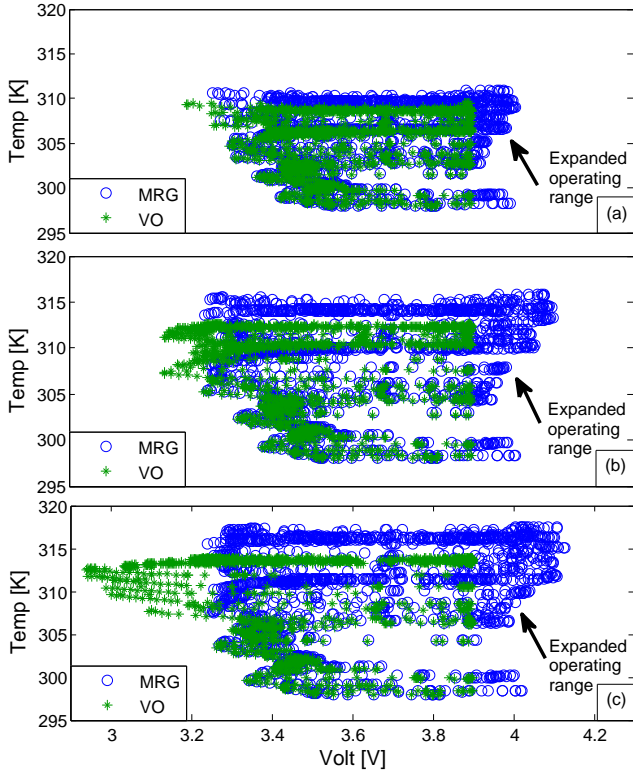 320
315
310
305
300
295
Temp [K]
MRG
VO
Expanded
operating
range
(a)
320
315
310
305
300
295
Temp [K]
MRG
VO
Expanded
operating
range
(b)
320
315
310
305
300
295
Temp [K]
MRG
VO
Expanded
operating
range
(c)
3 3.2 3.4 3.6 3.8 4 4.2
Volt [V]